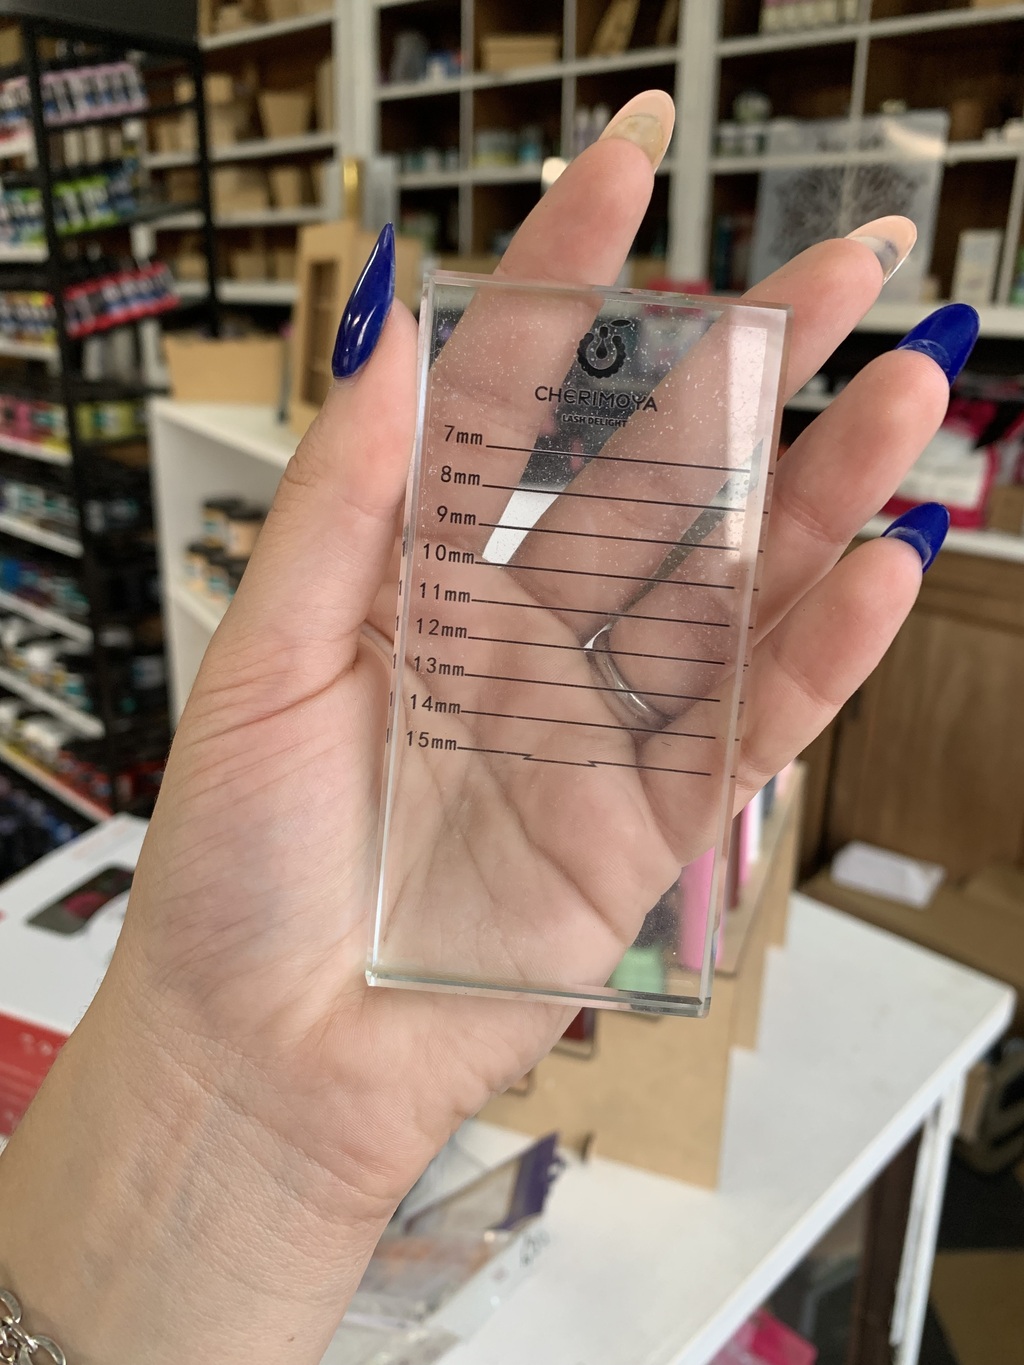 CHERIMOYA
LASH DELIGHT
7mm
8mm
9mm
10mm
11mm
12mm
13mm
14mm
15mm